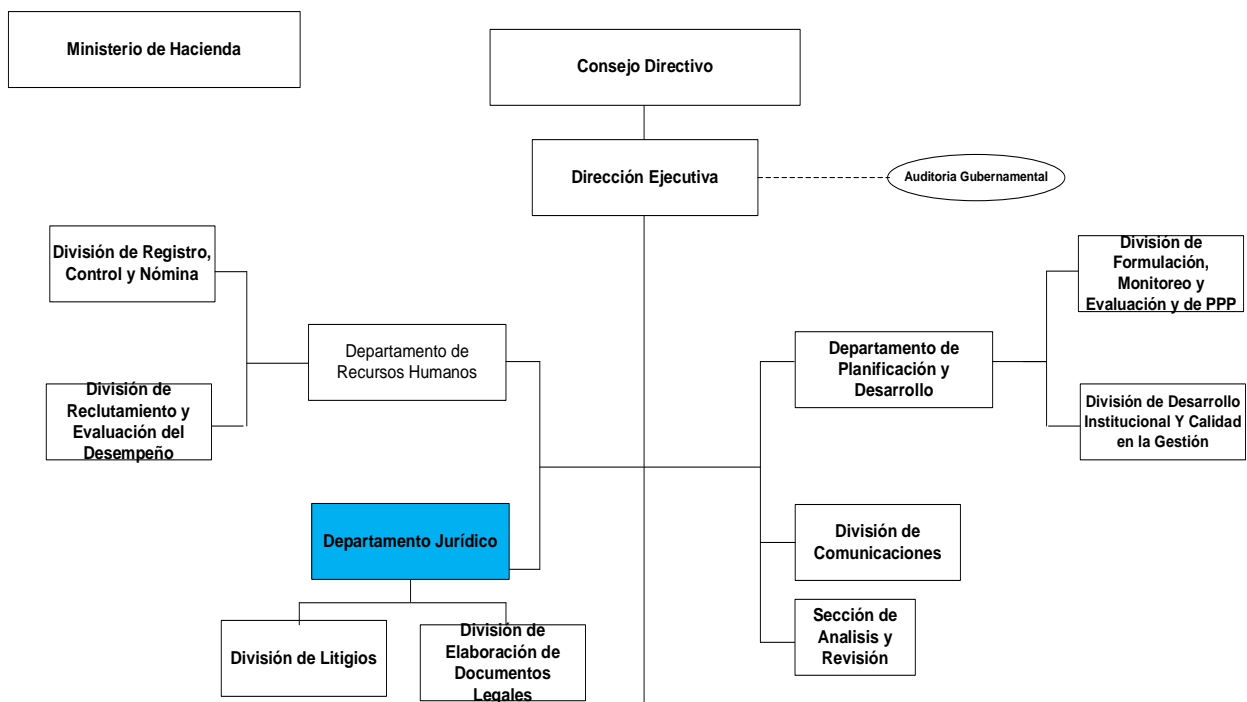 Ministerio de Hacienda
Consejo Directivo
Dirección Ejecutiva
Auditoria Gubernamental
División de Registro,
Control y Nómina
División de
Formulación,
Monitoreo y
Evaluación y de PPP
Departamento de
Recursos Humanos
Departamento de
Planificación y
Desarrollo
División de
Reclutamiento y
Evaluación del
Desempeño
División de Desarrollo
Institucional Y Calidad
en la Gestión
Departamento Jurídico
División de
Comunicaciones
División de Litigios
División de
Elaboración de
Documentos
Legales
Sección de
Analisis y
Revisión